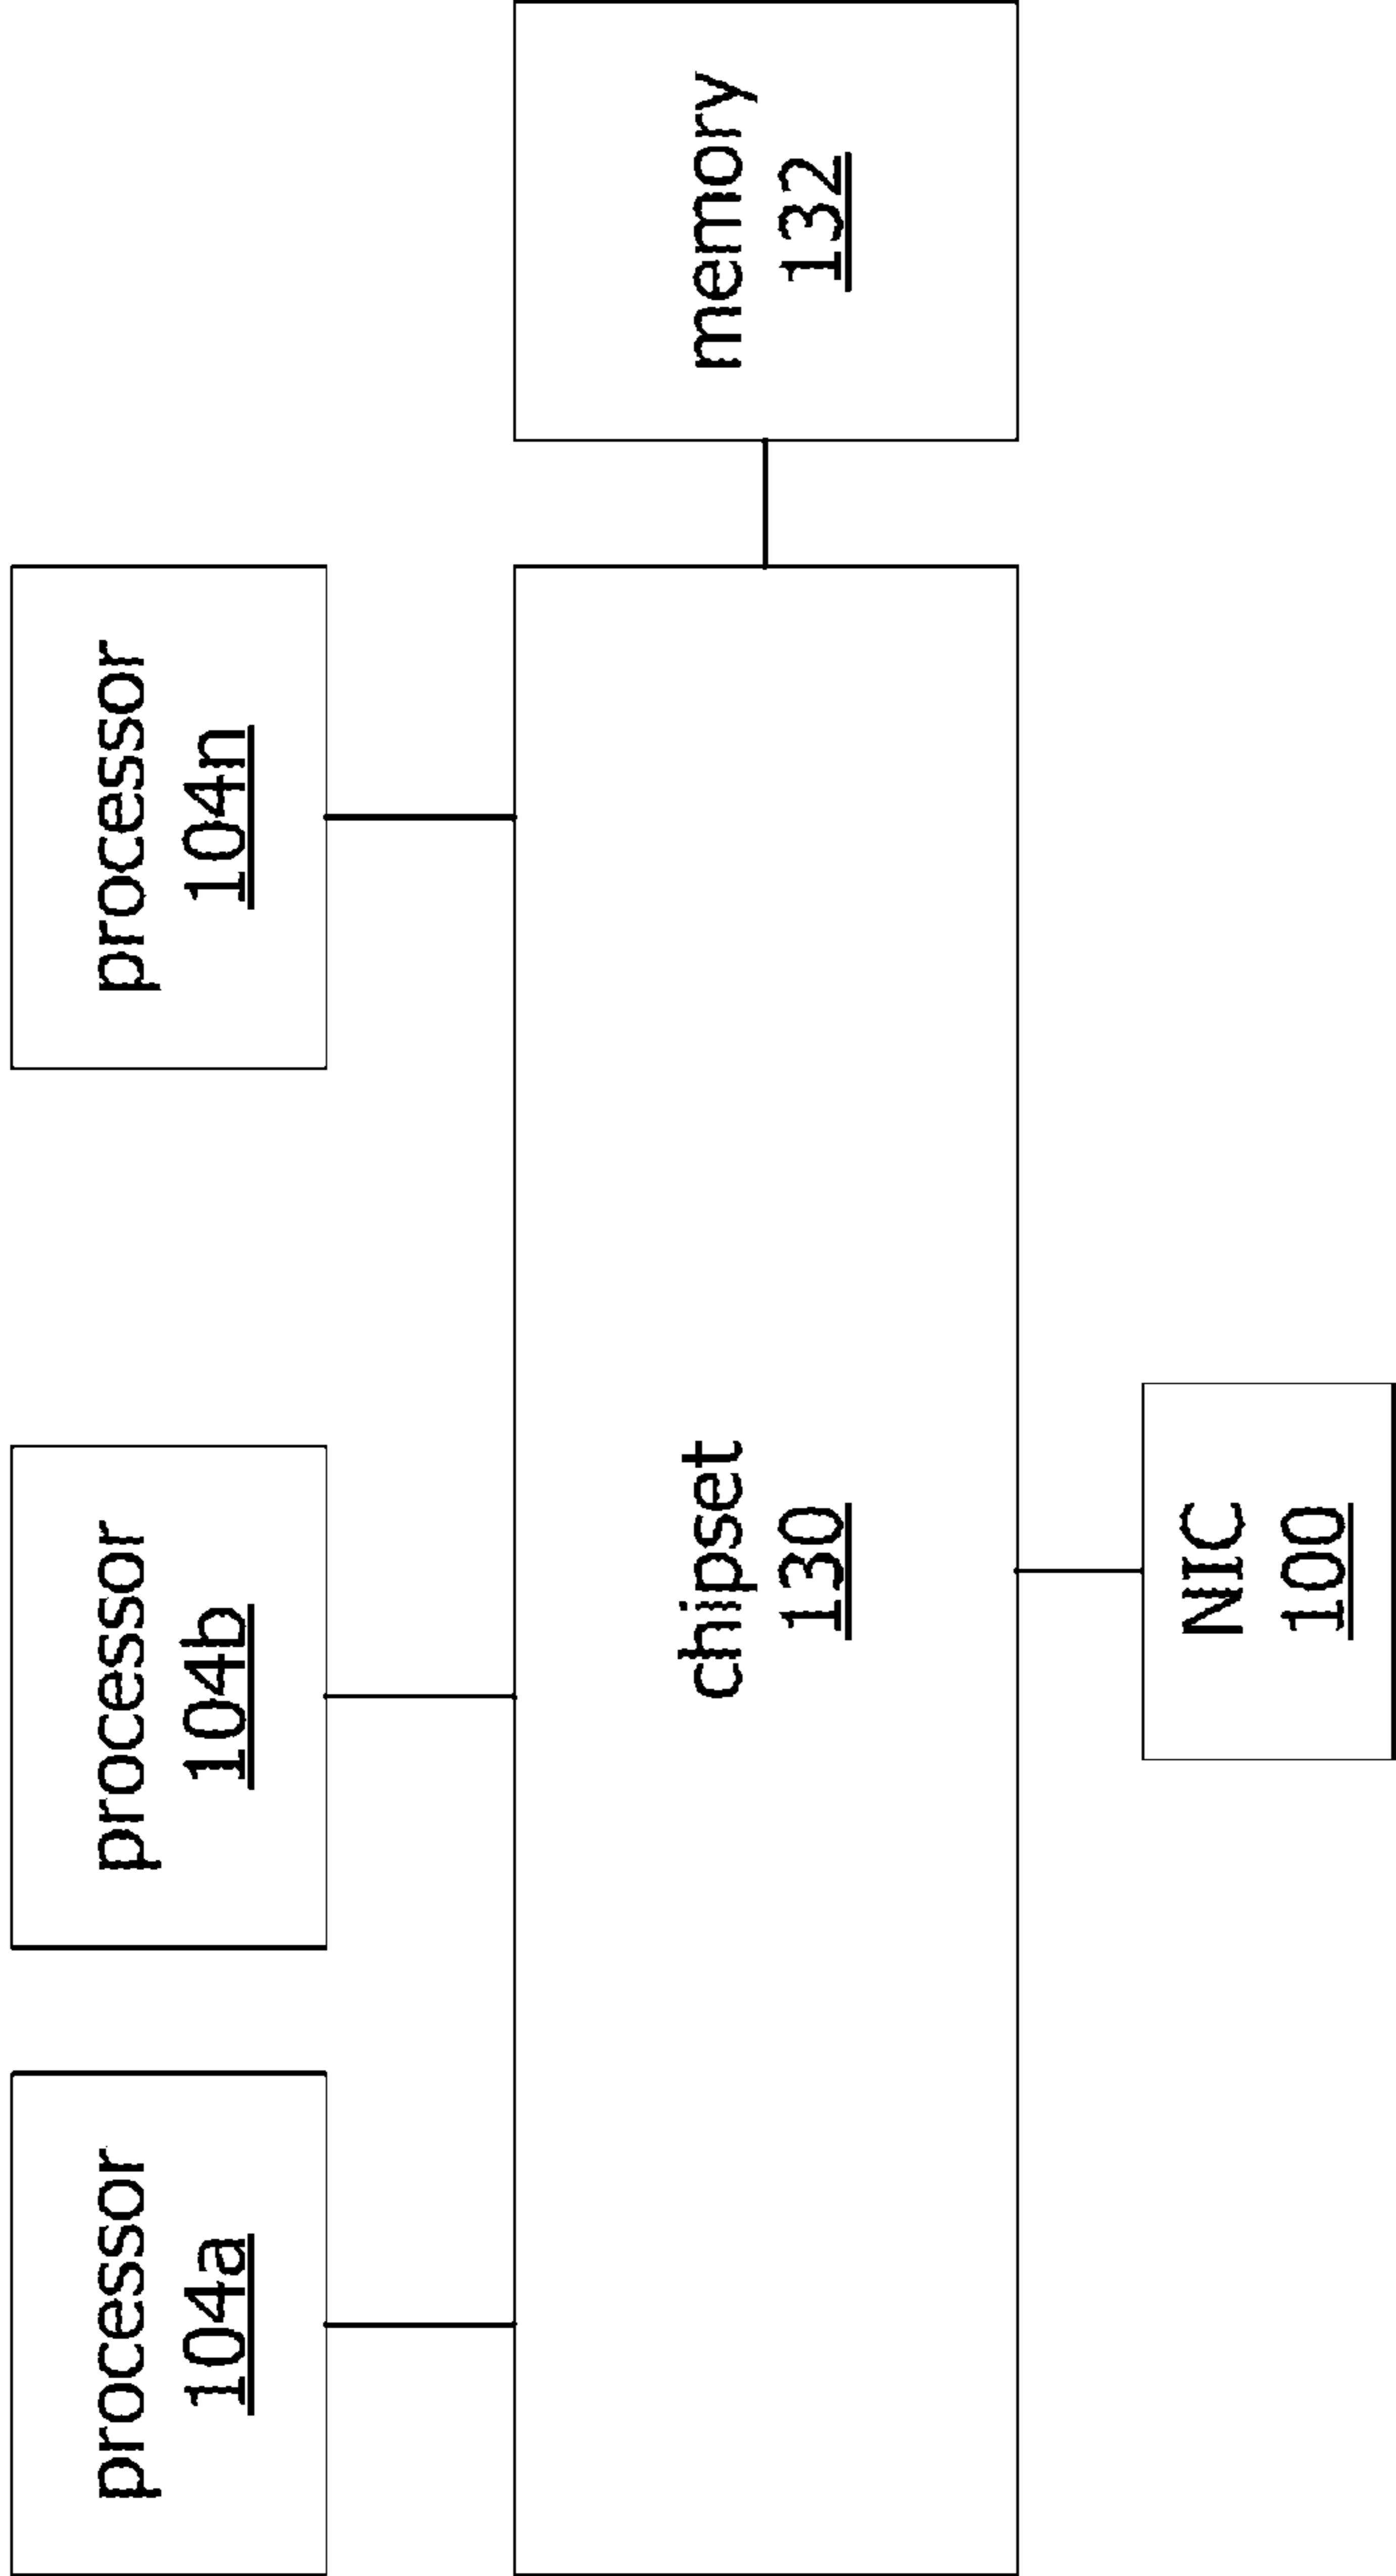 processor
104a
processor
104b
processor
104n
chipset
130
memory
132
NIC
100